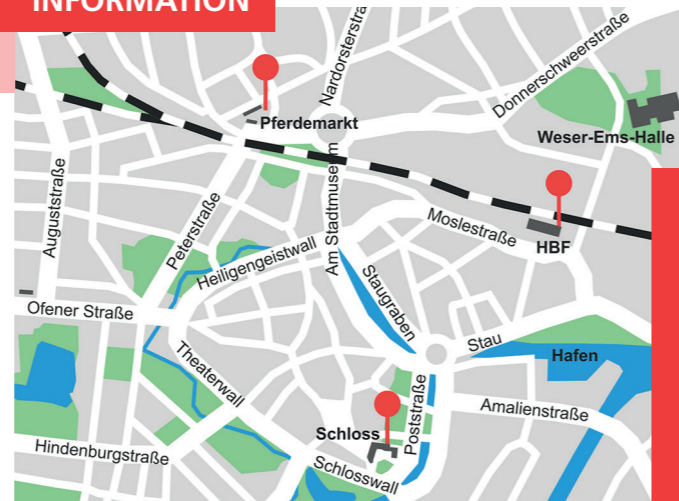 INFORMATION
Nardorsterstra
Donnerschweerstraße
Pferdemarkt
Weser-Ems-Halle
Auguststraße
Peterstraße
Am Stadtmuseum
Moslestraße
HBF
Heiligengeistwall
Staugraben
Ofener Straße
Stau
Hafen
Theaterwall
Poststraße
Amalienstraße
Schloss
Hindenburgstraße
Schlosswall